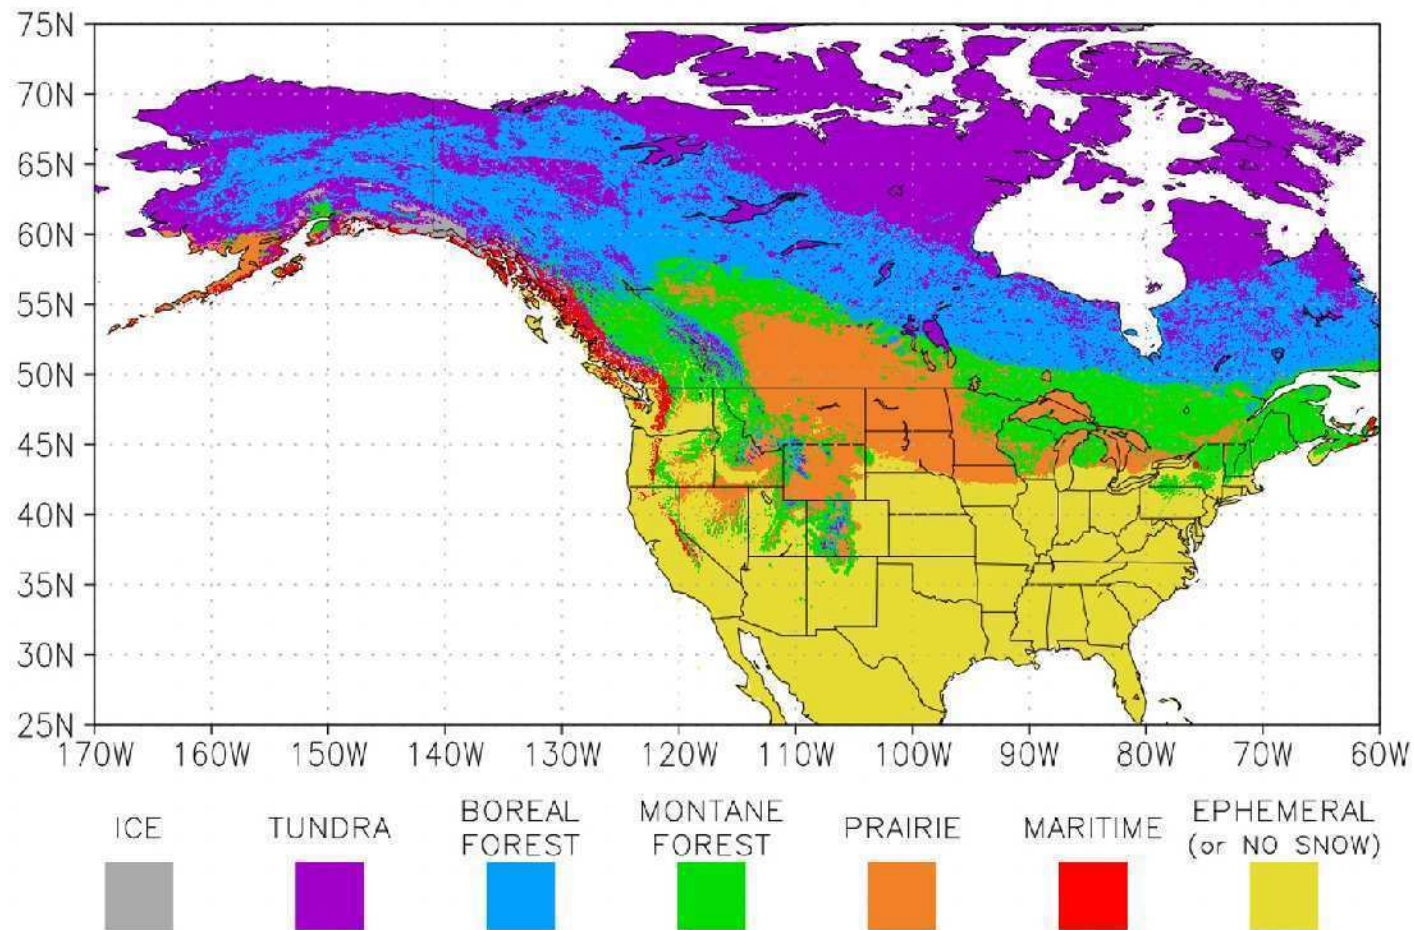 75N
70N
65N
60N
55N
50N
45N
40N
35N
30N
25N
170W 160W 150W 140W 130W 120W 110W 100W 90W 80W 70W 60W
ICE
TUNDRA
BOREAL
FOREST
MONTANE
FOREST
PRAIRIE
MARITIME
EPHEMERAL
(or NO SNOW)